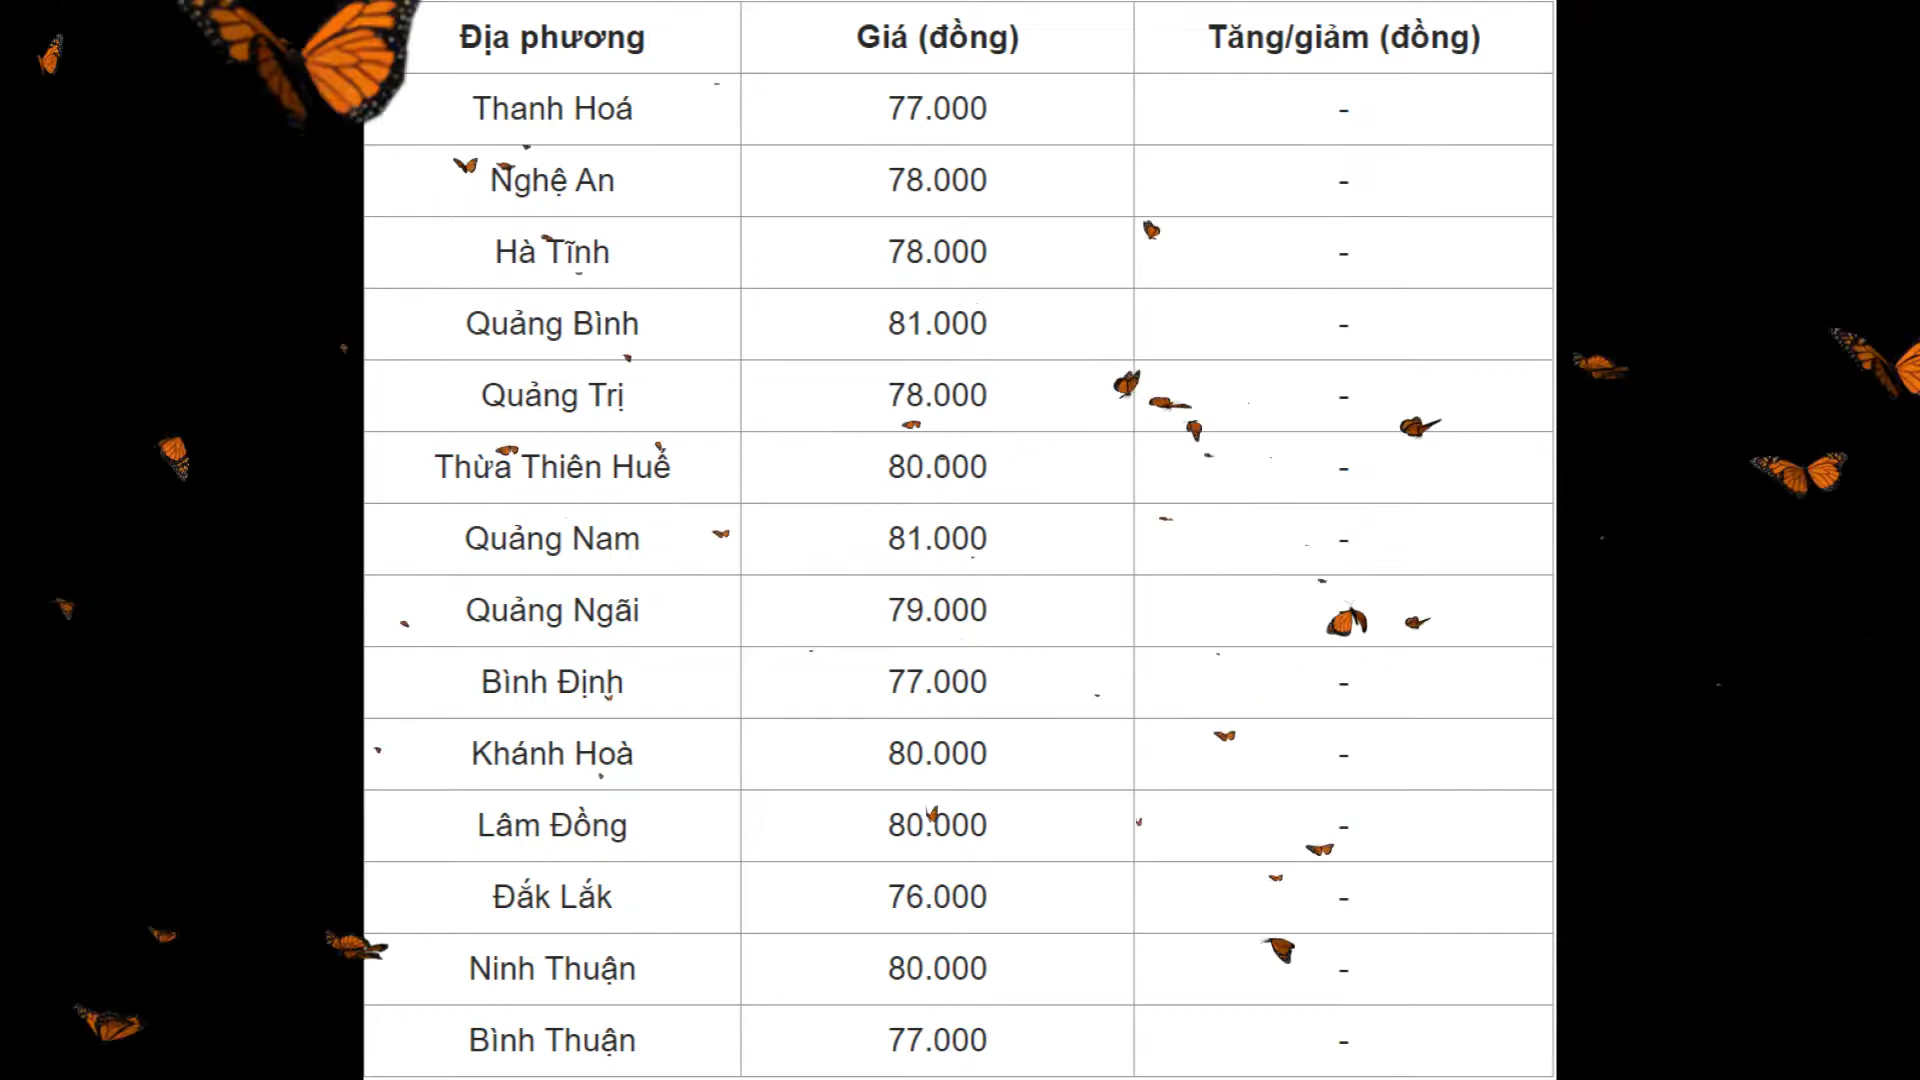 Địa phương Giá (đồng) Tăng/giảm (đồng)
Thanh Hoá 77.000 -
Nghệ An 78.000 -
Hà Tĩnh 78.000 -
Quảng Bình 81.000 -
Quảng Trị 78.000 -
Thừa Thiên Huế 80.000 -
Quảng Nam 81.000 -
Quảng Ngãi 79.000 -
Bình Định 77.000 -
Khánh Hoà 80.000 -
Lâm Đồng 80.000 -
Đắk Lắk 76.000 -
Ninh Thuận 80.000 -
Bình Thuận 77.000 -